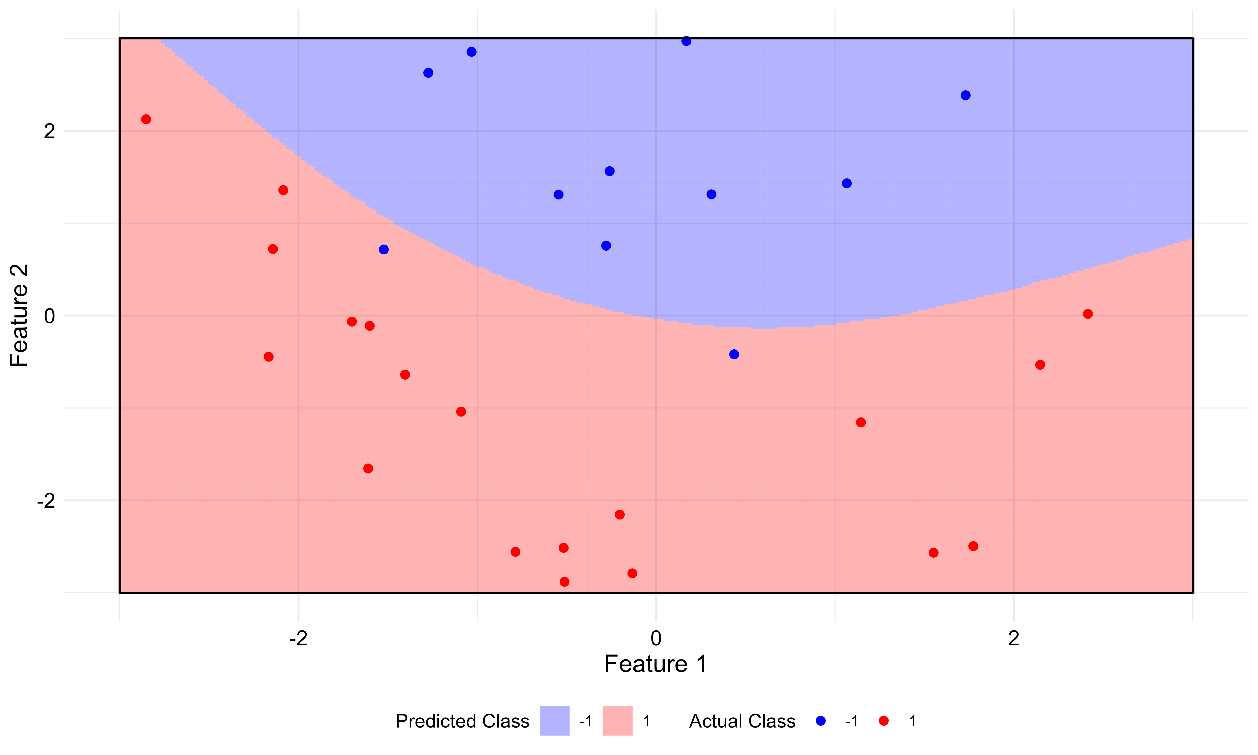 2
0
-2
Feature 2
-2 0 2
Feature 1
Predicted Class -1 1 Actual Class -1 1